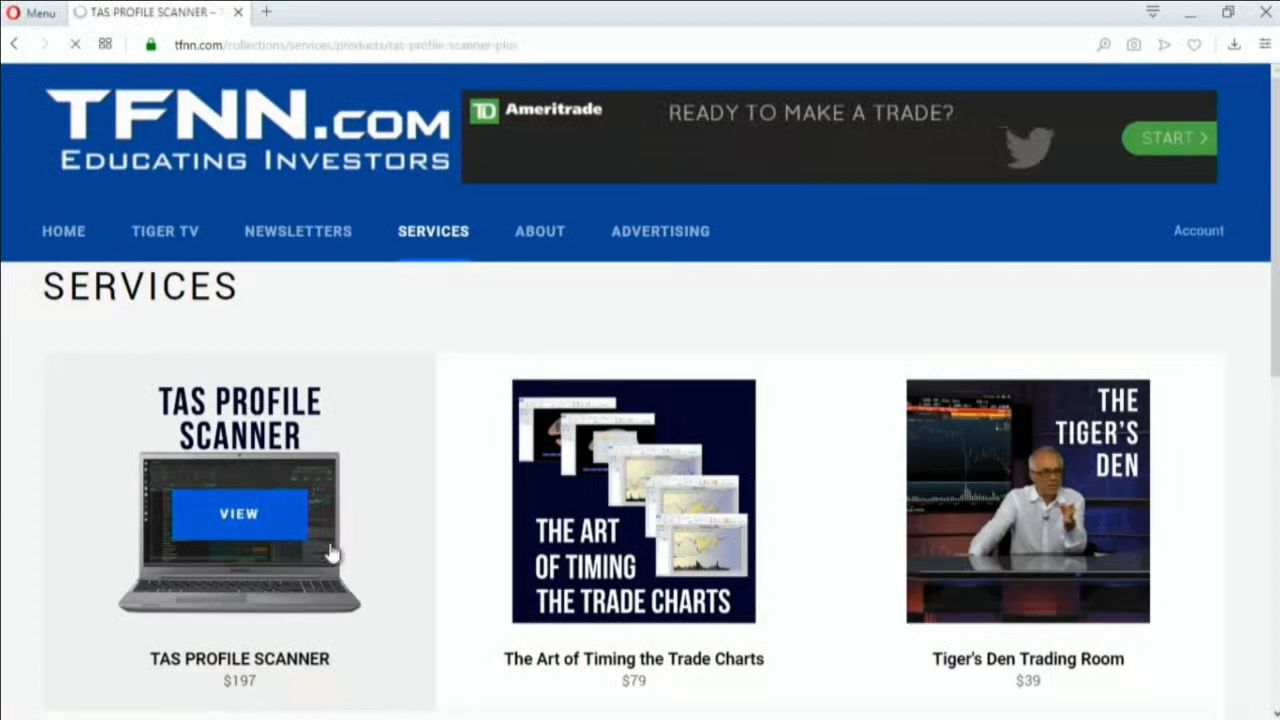 Menu
TAS PROFILE SCANNER –
tfnn.com/collections/services/products/tas-profile-scanner-plus
TFNN.COM
EDUCATING INVESTORS
TD Ameritrade
READY TO MAKE A TRADE?
START >
HOME
TIGER TV
NEWSLETTERS
SERVICES
ABOUT
ADVERTISING
Account
SERVICES
TAS PROFILE
SCANNER
VIEW
TAS PROFILE SCANNER
$197
THE ART
OF TIMING
THE TRADE CHARTS
The Art of Timing the Trade Charts
$79
THE
TIGER'S
DEN
Tiger's Den Trading Room
$39